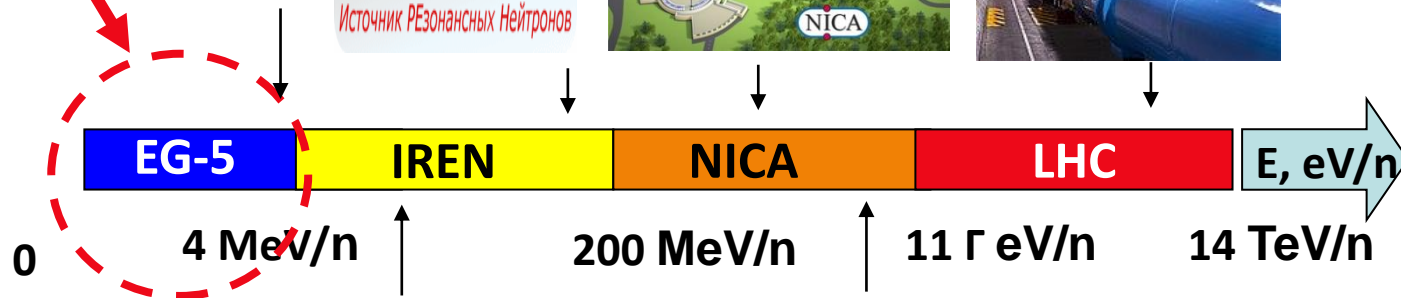 Источник РЕзонансных Нейтронов
NICA
EG-5 IREN NICA LHC E, eV/n
0 4 MeV/n 200 MeV/n 11 Г eV/n 14 TeV/n